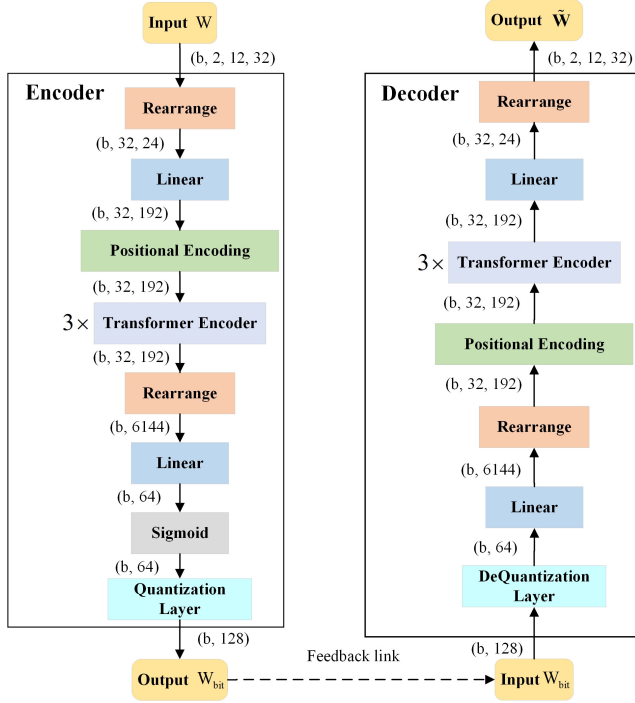 Input W
(b, 2, 12, 32)
Encoder
Rearrange
(b, 32, 24)
Linear
(b, 32, 192)
Positional Encoding
(b, 32, 192)
3×
Transformer Encoder
(b, 32, 192)
Rearrange
(b, 6144)
Linear
(b, 64)
Sigmoid
(b, 64)
Quantization
Layer
(b, 128)
Output W_bit
Feedback link
Output W̃
(b, 2, 12, 32)
Decoder
Rearrange
(b, 32, 24)
Linear
(b, 32, 192)
3×
Transformer Encoder
(b, 32, 192)
Positional Encoding
(b, 32, 192)
Rearrange
(b, 6144)
Linear
(b, 64)
DeQuantization
Layer
(b, 128)
Input W_bit